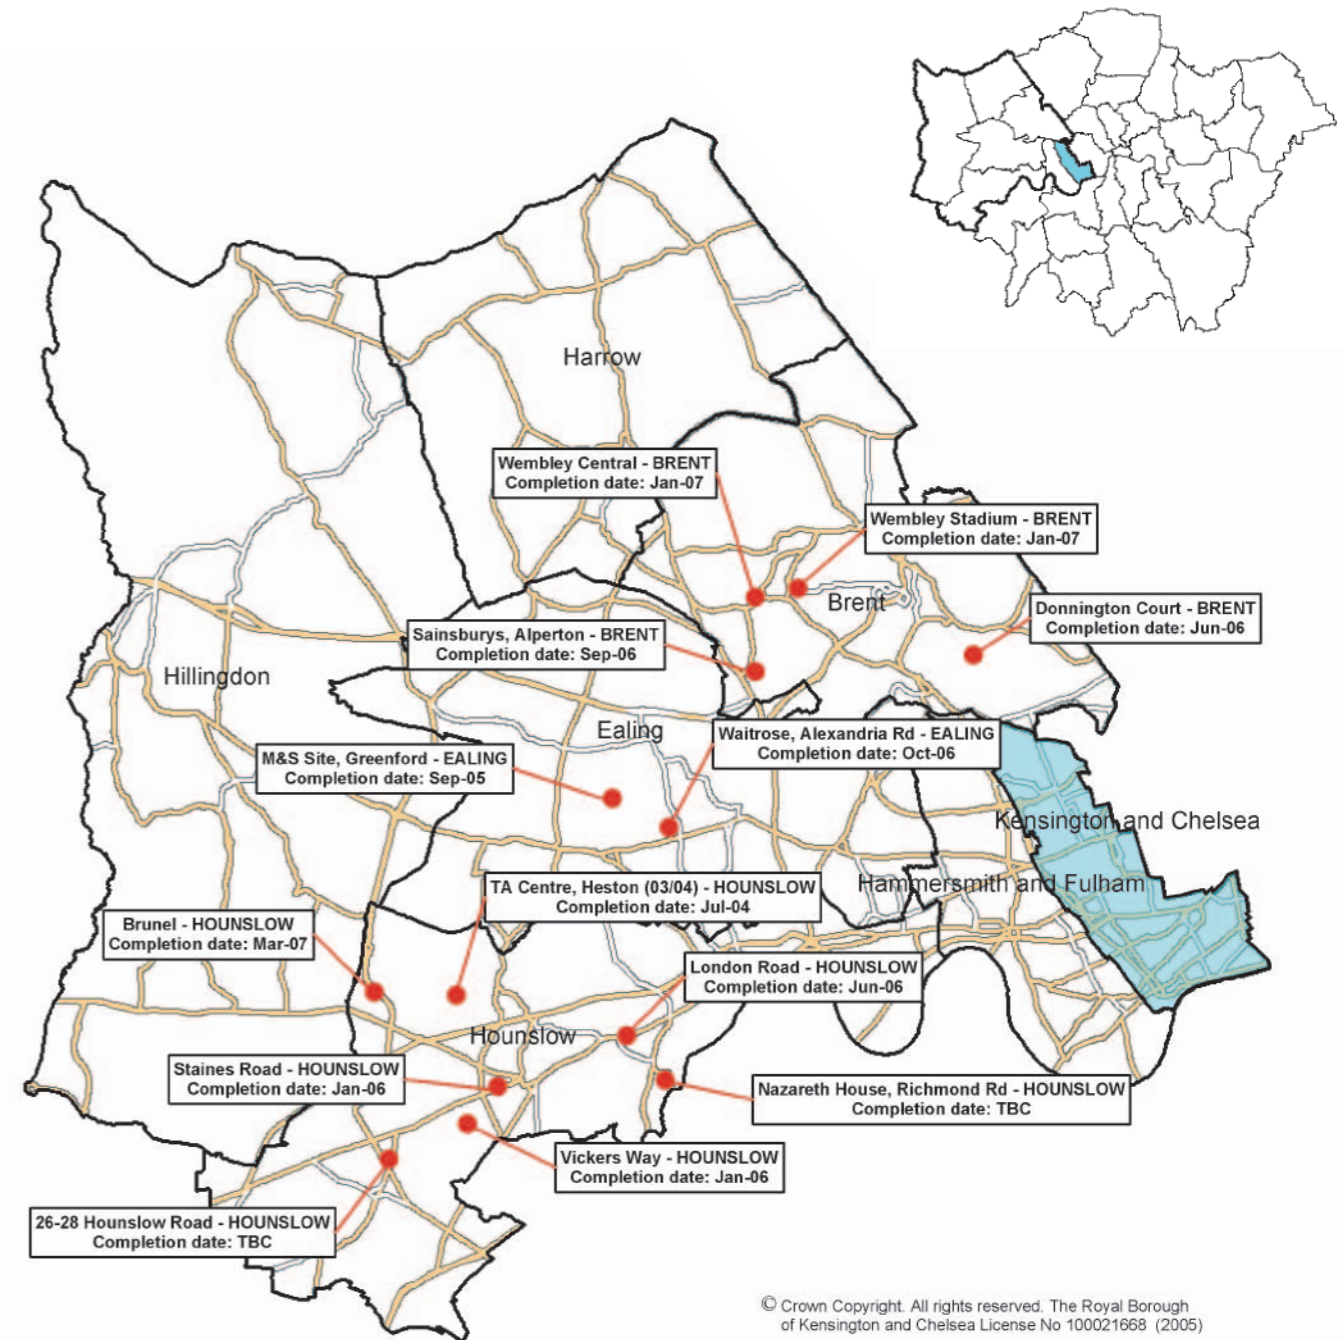 Harrow
Wembley Central - BRENT
Completion date: Jan-07
Wembley Stadium - BRENT
Completion date: Jan-07
Brent
Donnington Court - BRENT
Completion date: Jun-06
Sainsburys, Alperton - BRENT
Completion date: Sep-06
Hillingdon
Ealing
Waitrose, Alexandria Rd - EALING
Completion date: Oct-06
M&S Site, Greenford - EALING
Completion date: Sep-05
Kensington and Chelsea
Hammersmith and Fulham
TA Centre, Heston (03/04) - HOUNSLOW
Completion date: Jul-04
Brunel - HOUNSLOW
Completion date: Mar-07
London Road - HOUNSLOW
Completion date: Jun-06
Hounslow
Staines Road - HOUNSLOW
Completion date: Jan-06
Nazareth House, Richmond Rd - HOUNSLOW
Completion date: TBC
Vickers Way - HOUNSLOW
Completion date: Jan-06
26-28 Hounslow Road - HOUNSLOW
Completion date: TBC
© Crown Copyright. All rights reserved. The Royal Borough
of Kensington and Chelsea License No 100021668 (2005)